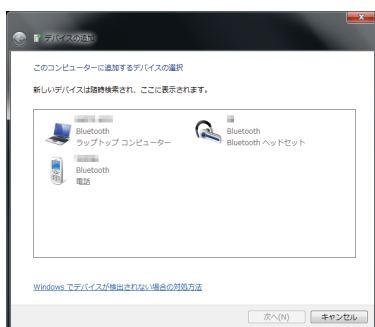 デバイスの追加
このコンピューターに追加するデバイスの選択
新しいデバイスは随時検索され、ここに表示されます。
Bluetooth
ラップトップ コンピューター
Bluetooth
Bluetooth ヘッドセット
Bluetooth
電話
Windows でデバイスが検出されない場合の対処方法
次へ(N)
キャンセル